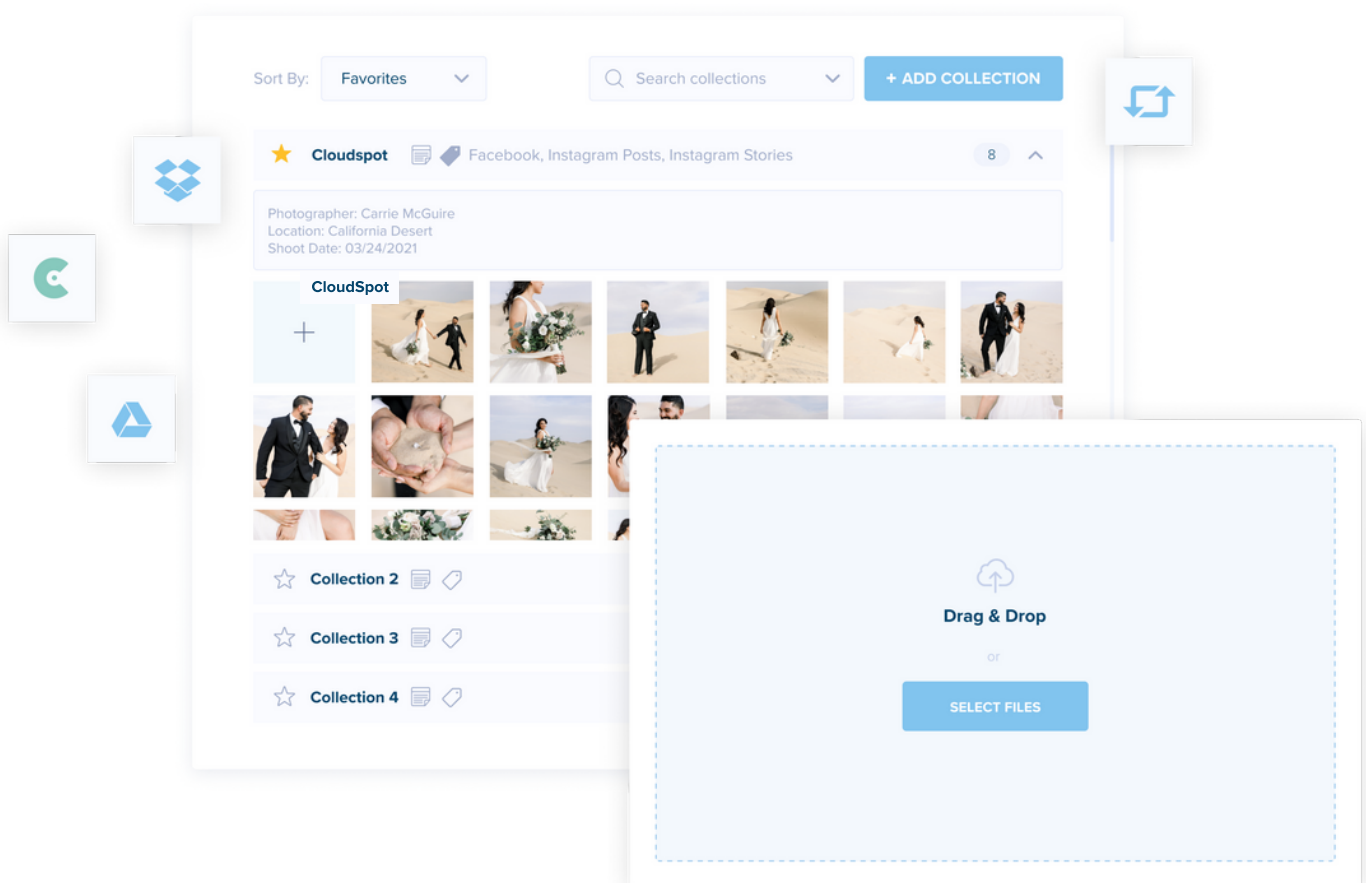 Sort By:
Favorites
Search collections
+ ADD COLLECTION
Cloudspot
Facebook, Instagram Posts, Instagram Stories
8
Photographer: Carrie McGuire
Location: California Desert
Shoot Date: 03/24/2021
CloudSpot
Collection 2
Collection 3
Collection 4
Drag & Drop
or
SELECT FILES